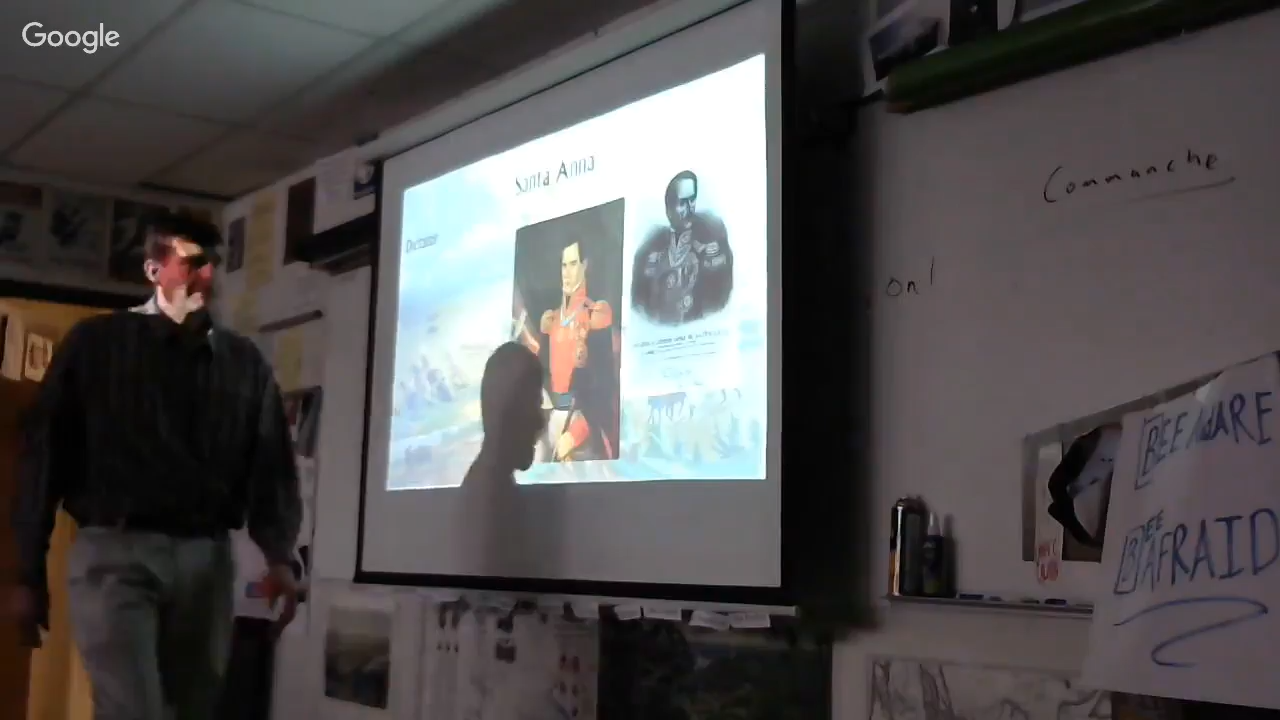 Google
Santa Anna
Dictator
Commanche
on!
BEE AWARE
BEE AFRAID